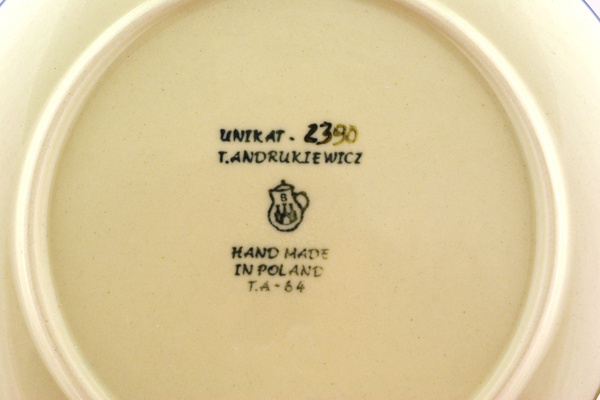 UNIKAT - 2390
T.ANDRUKIEWICZ
B
HAND MADE
IN POLAND
T.A-64